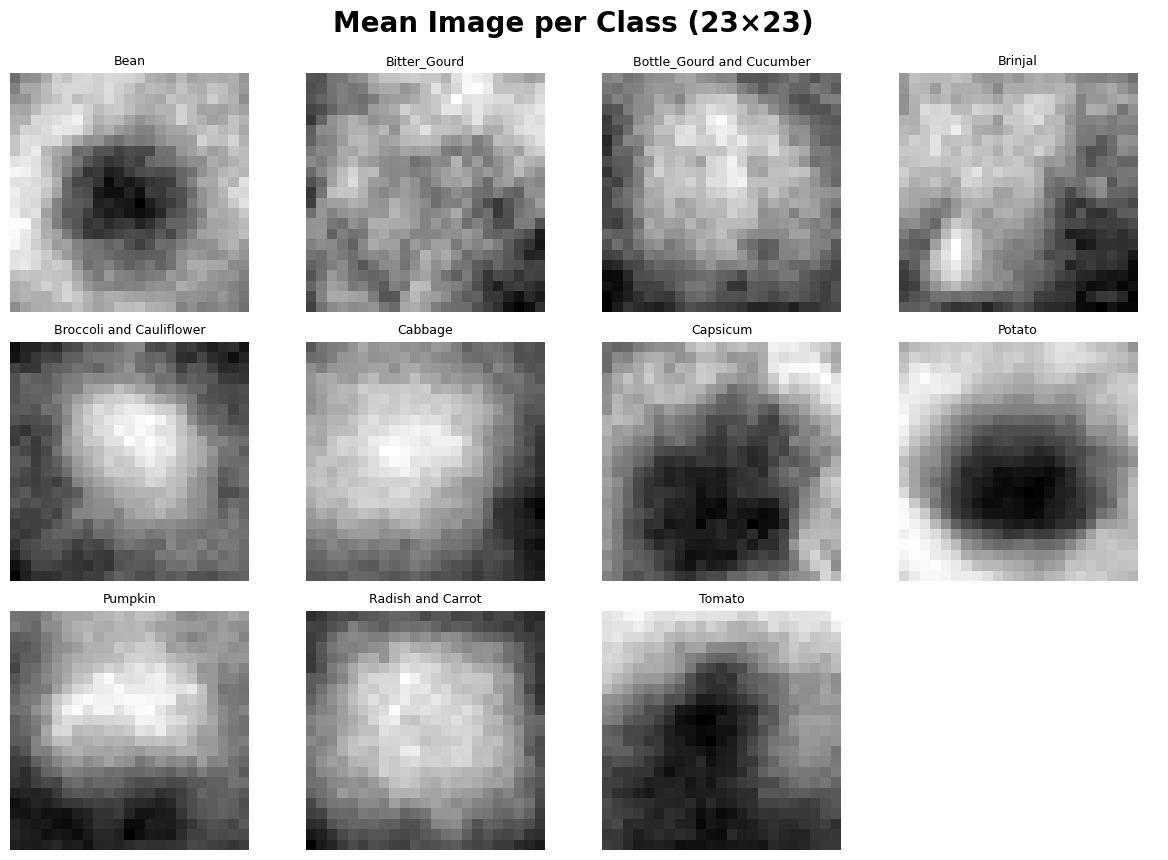 Mean Image per Class (23×23)
Bean
Bitter_Gourd
Bottle_Gourd and Cucumber
Brinjal
Broccoli and Cauliflower
Cabbage
Capsicum
Potato
Pumpkin
Radish and Carrot
Tomato